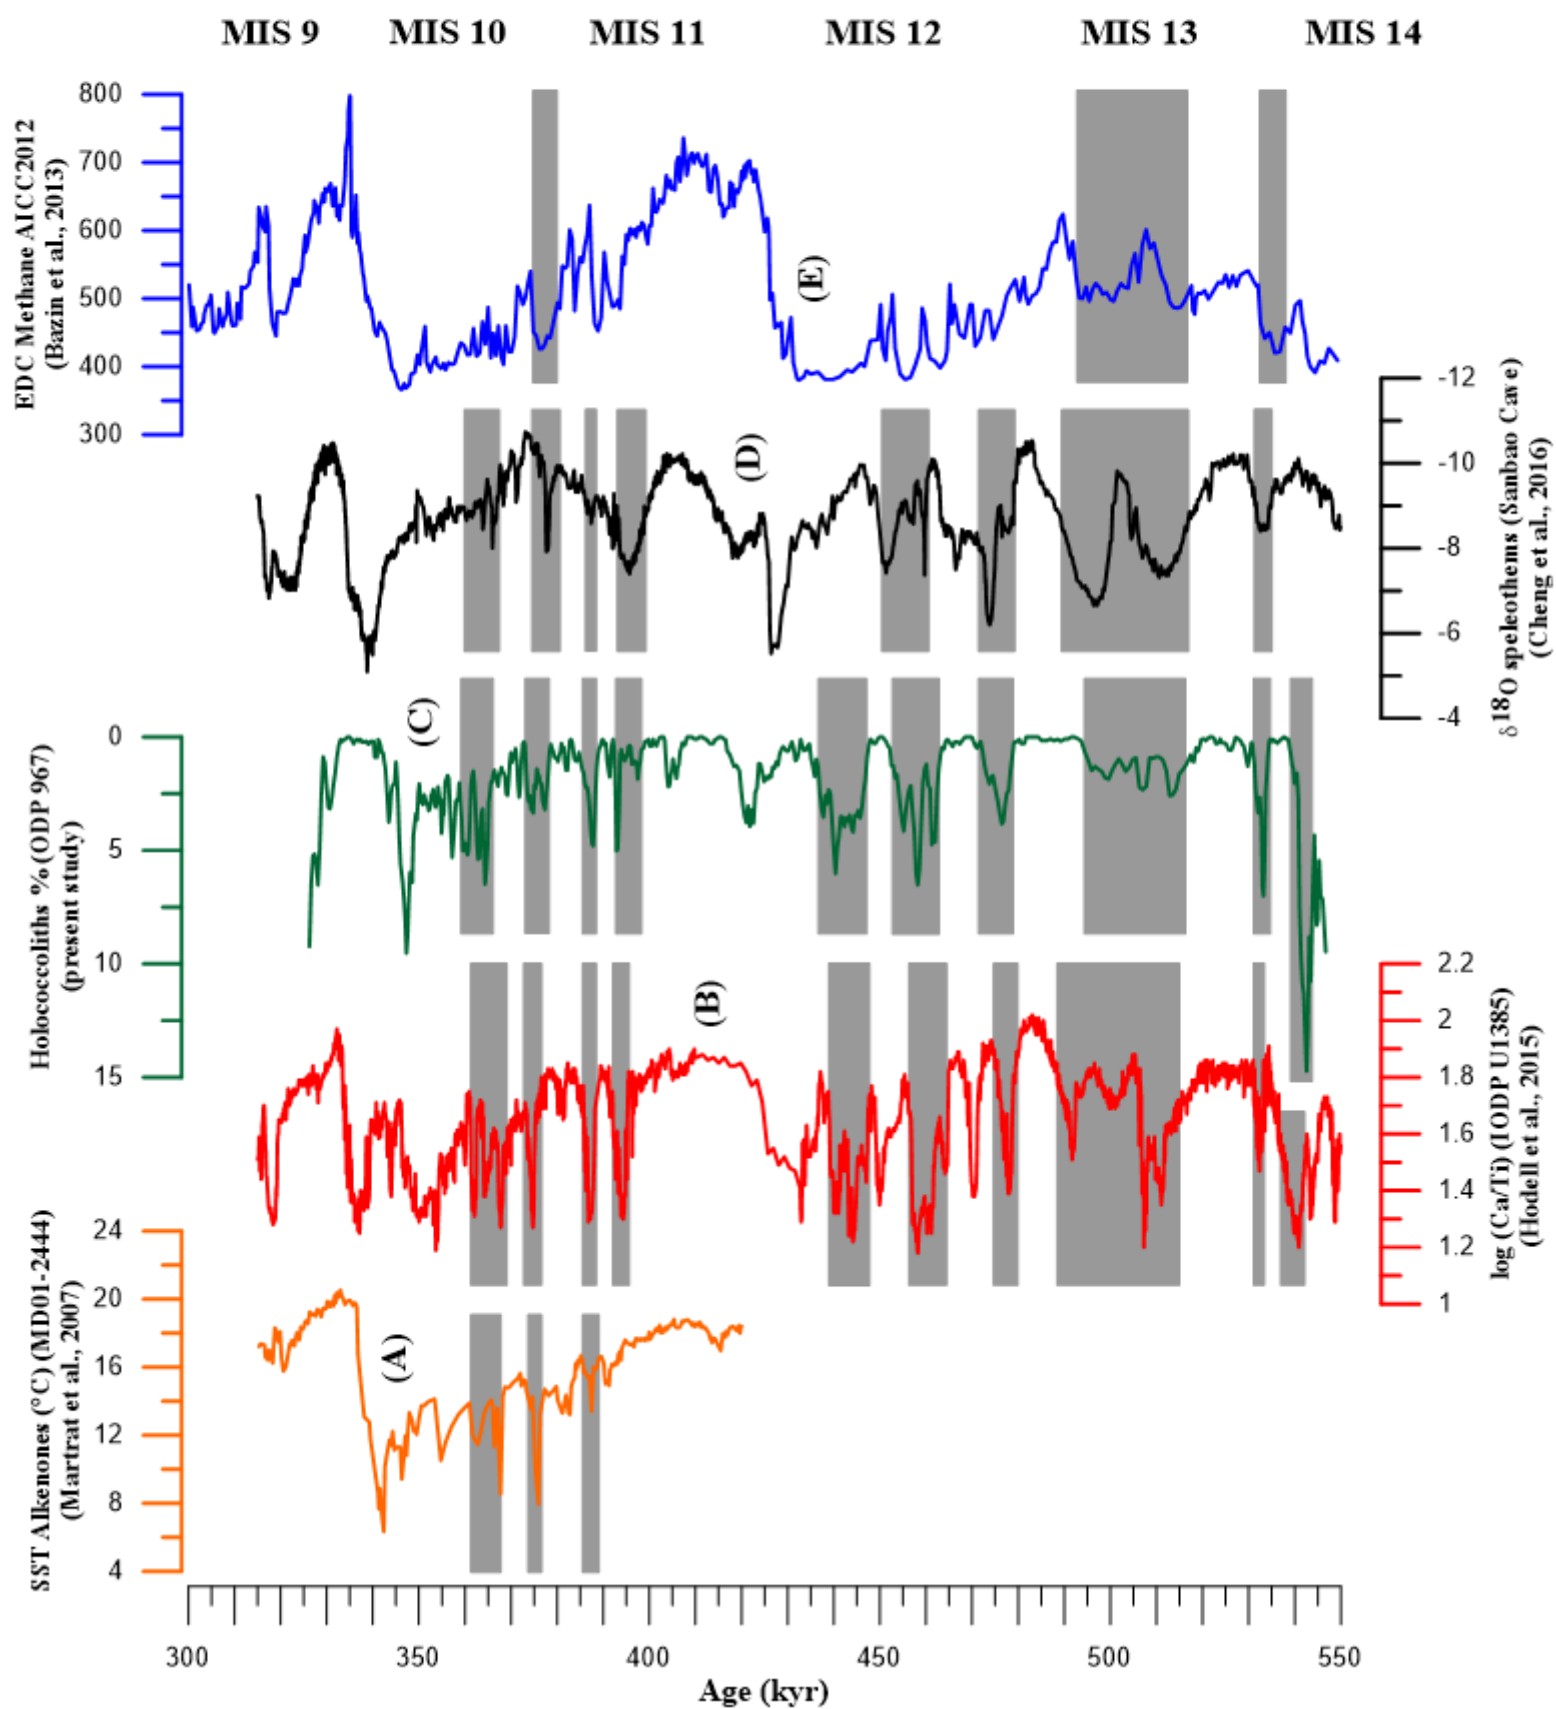 MIS 9 MIS 10 MIS 11 MIS 12 MIS 13 MIS 14
EDC Methane AICC2012
(Bazin et al., 2013)
800
700
600
500
400
300
(E)
-12
-10
-8
-6
-4
δ 18O speleothems (Sanbao Cave)
(Cheng et al., 2016)
(D)
Holococcoliths % (ODP 967)
(present study)
0
5
10
15
(C)
2.2
2
1.8
1.6
1.4
1.2
1
log (Ca/Ti) (IODP U1385)
(Hodell et al., 2015)
(B)
SST Alkenones (°C) (MD01-2444)
(Martrat et al., 2007)
24
20
16
12
8
4
(A)
300 350 400 450 500 550
Age (kyr)